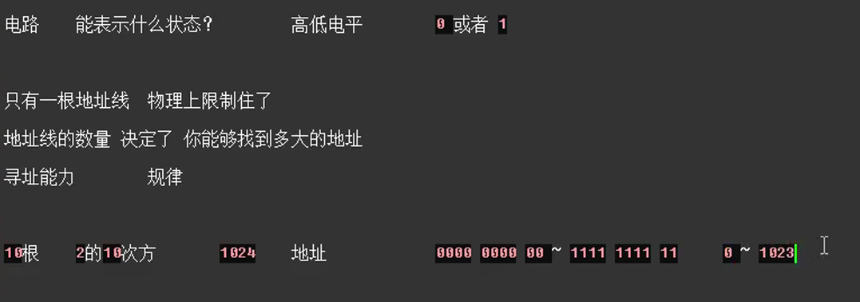 电路 能表示什么状态? 高低电平 0 或者 1
只有一根地址线 物理上限制住了
地址线的数量 决定了 你能够找到多大的地址
寻址能力 规律
10根 2的10次方 1024 地址 0000 0000 00 ~ 1111 1111 11 0 ~ 1023